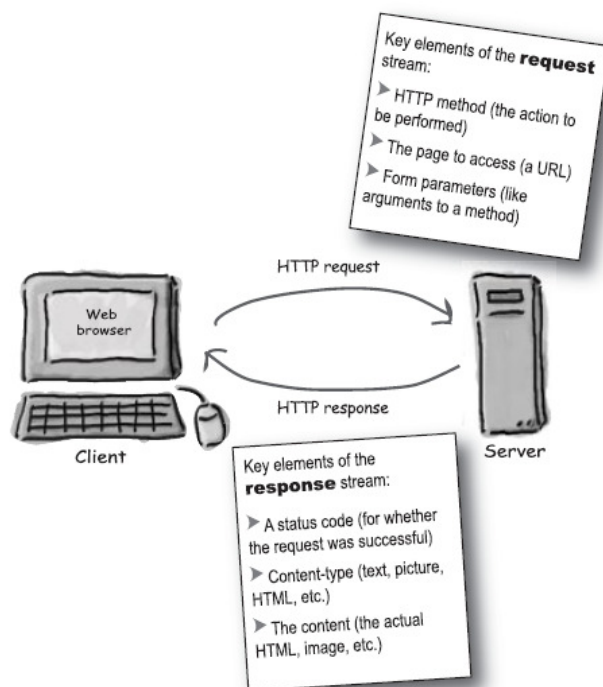 Key elements of the request
stream:
➤ HTTP method (the action to
be performed)
➤ The page to access (a URL)
➤ Form parameters (like
arguments to a method)
HTTP request
Web
browser
HTTP response
Client
Server
Key elements of the
response stream:
➤ A status code (for whether
the request was successful)
➤ Content-type (text, picture,
HTML, etc.)
➤ The content (the actual
HTML, image, etc.)